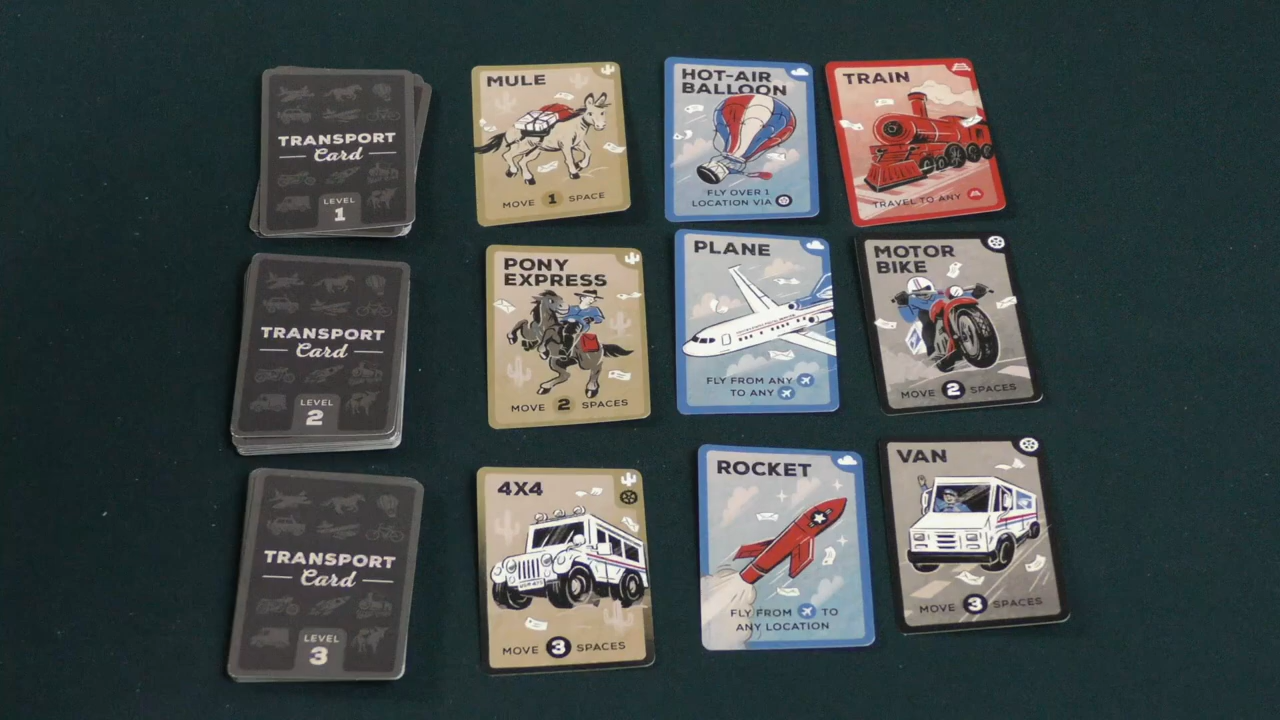 TRANSPORT
Card
LEVEL
1
MULE
MOVE 1 SPACE
HOT-AIR
BALLOON
FLY OVER 1
LOCATION VIA
TRAIN
TRAVEL TO ANY
TRANSPORT
Card
LEVEL
2
PONY
EXPRESS
MOVE 2 SPACES
PLANE
FLY FROM ANY
TO ANY
MOTOR
BIKE
MOVE 2 SPACES
TRANSPORT
Card
LEVEL
3
4X4
MOVE 3 SPACES
ROCKET
FLY FROM TO
ANY LOCATION
VAN
MOVE 3 SPACES